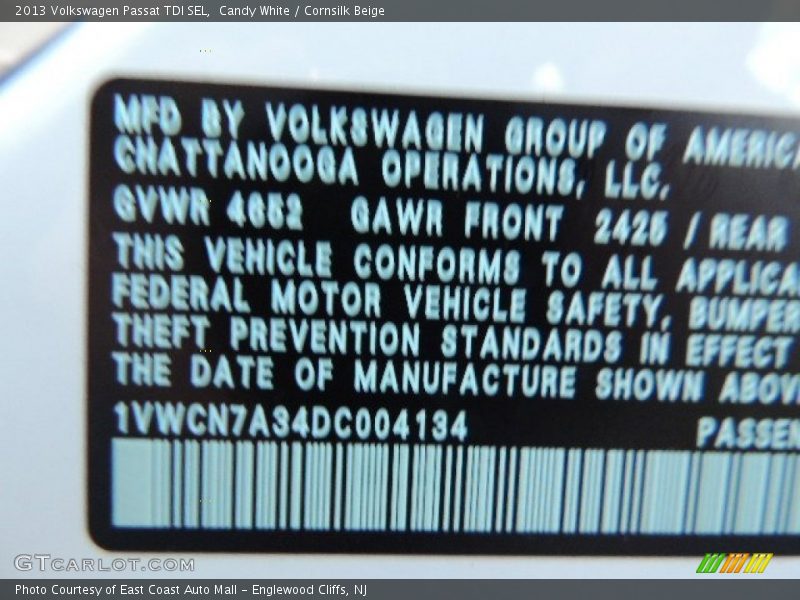 2013 Volkswagen Passat TDI SEL,  Candy White / Cornsilk Beige
MFD BY VOLKSWAGEN GROUP OF AMERICA
CHATTANOOGA OPERATIONS, LLC.
GVWR 4652 GAWR FRONT 2425 / REAR
THIS VEHICLE CONFORMS TO ALL APPLICA
FEDERAL MOTOR VEHICLE SAFETY, BUMPER
THEFT PREVENTION STANDARDS IN EFFECT
THE DATE OF MANUFACTURE SHOWN ABOV
1VWCN7A34DC004134 PASSEN
GTCARLOT.COM
Photo Courtesy of East Coast Auto Mall – Englewood Cliffs, NJ